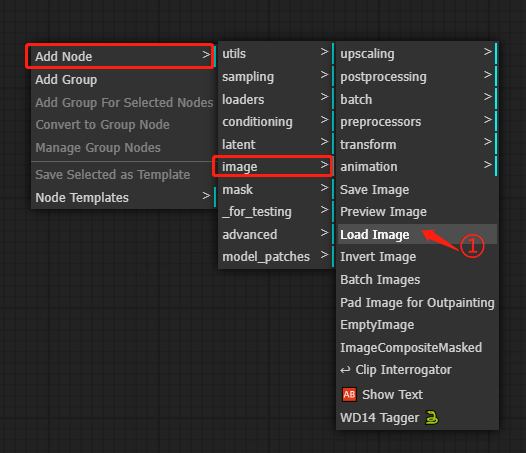 Add Node >
Add Group
Add Group For Selected Nodes
Convert to Group Node
Manage Group Nodes
Save Selected as Template
Node Templates >
utils >
sampling >
loaders >
conditioning >
latent >
image >
mask >
_for_testing >
advanced >
model_patches >
upscaling >
postprocessing >
batch >
preprocessors >
transform >
animation >
Save Image
Preview Image
Load Image ①
Invert Image
Batch Images
Pad Image for Outpainting
EmptyImage
ImageCompositeMasked
↩ Clip Interrogator
🆎 Show Text
WD14 Tagger 🐍